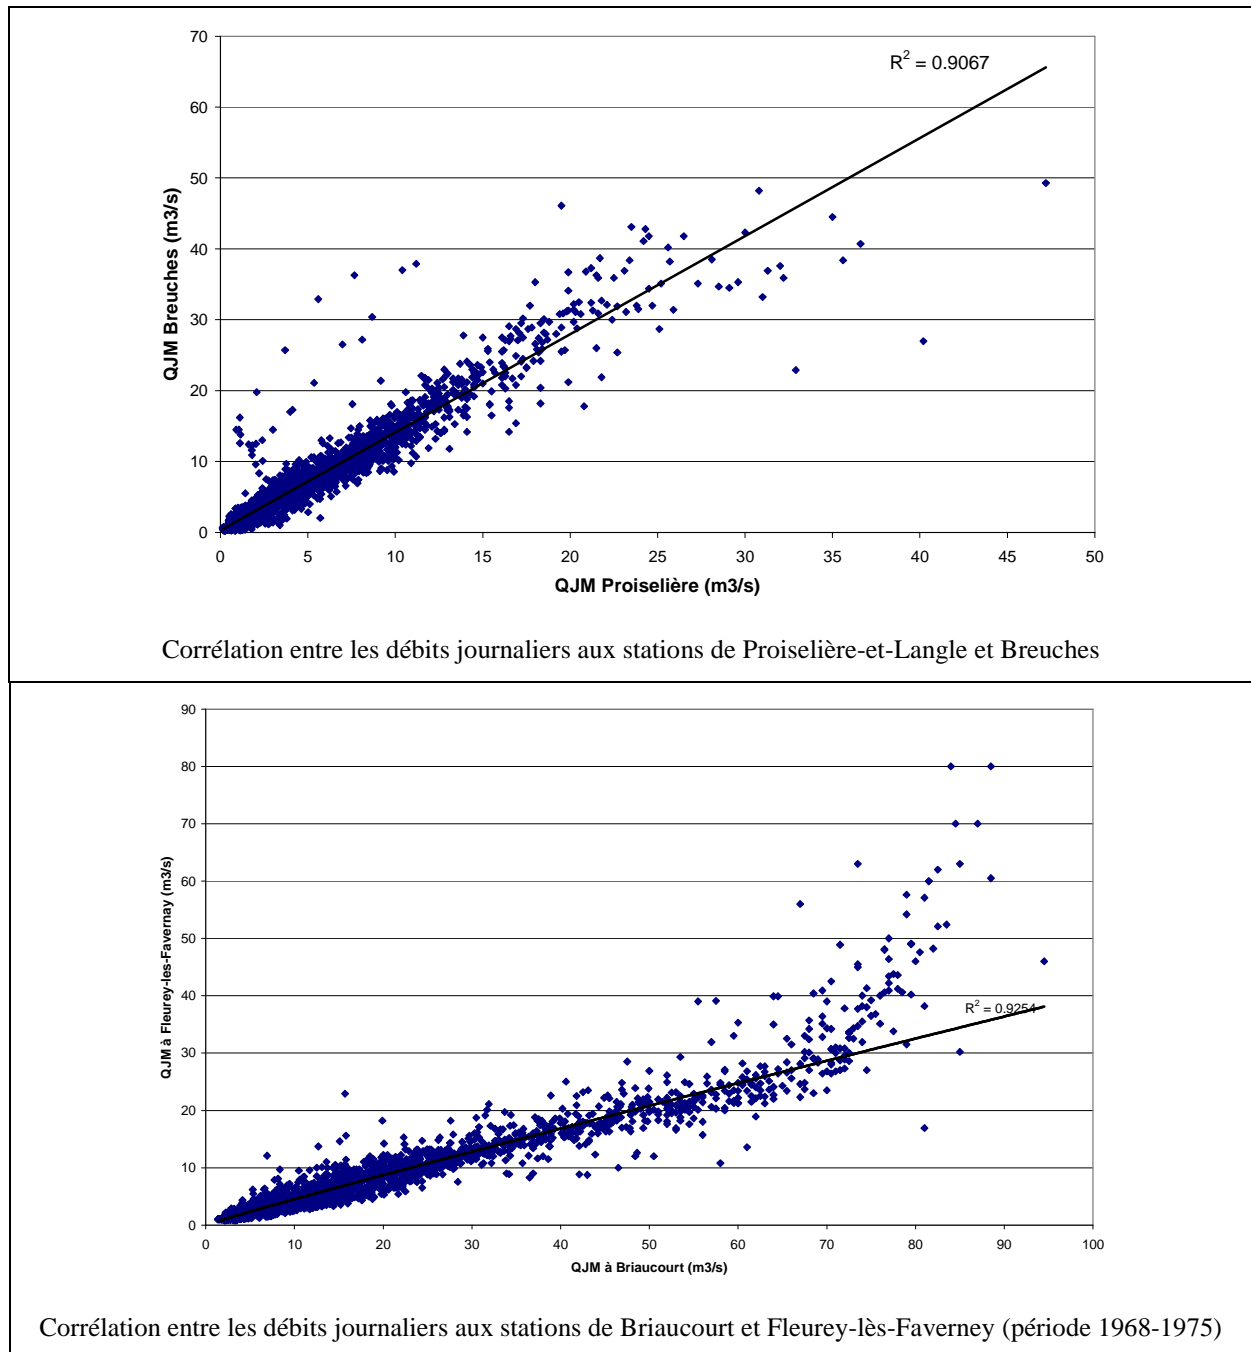 70
60
50
40
30
20
10
0
R² = 0.9067
QJM Breuches (m3/s)
0 5 10 15 20 25 30 35 40 45 50
QJM Proiselière (m3/s)
Corrélation entre les débits journaliers aux stations de Proiselière-et-Langle et Breuches
90
80
70
60
50
40
30
20
10
0
QJM à Fleurey-les-Favernay (m3/s)
R² = 0.9254
0 10 20 30 40 50 60 70 80 90 100
QJM à Briaucourt (m3/s)
Corrélation entre les débits journaliers aux stations de Briaucourt et Fleurey-lès-Faverney (période 1968-1975)